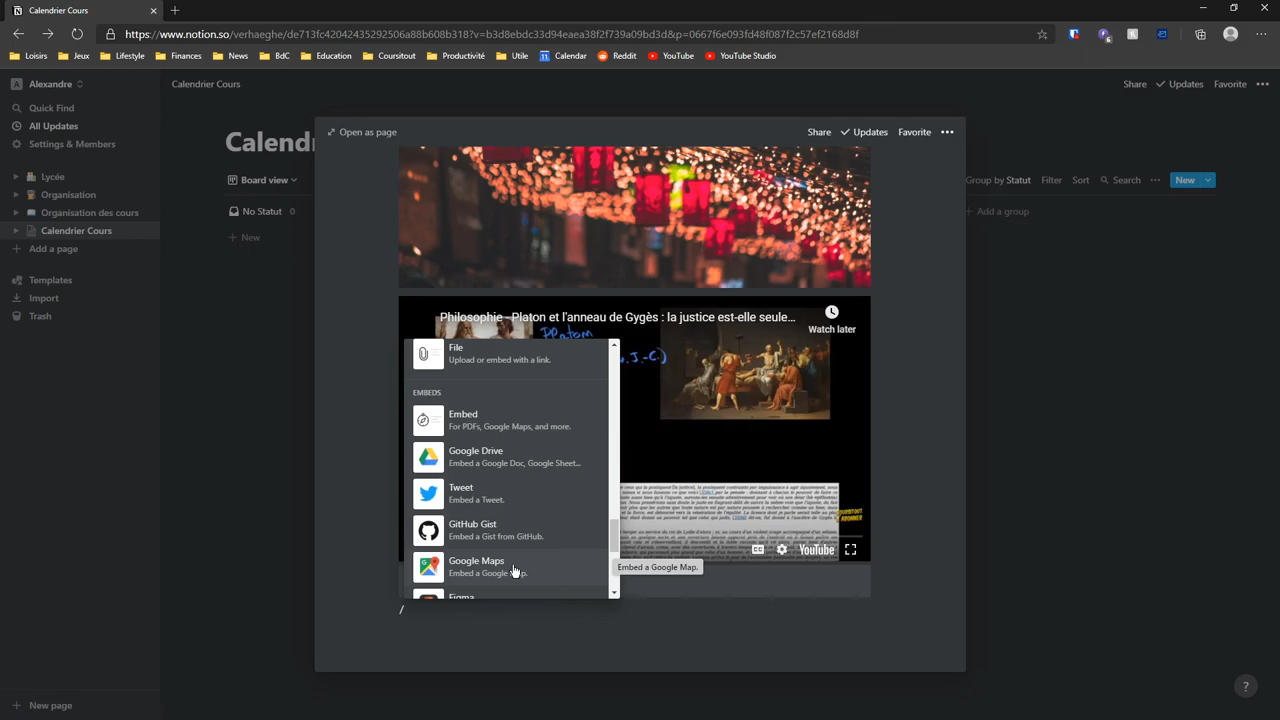 Calendrier Cours
https://www.notion.so/verhaeghe/de713fc42042435292506a88b608b318?v=b3d8ebdc33d94eaea38f2f739a09bd3d&p=0667f6e093fd48f087f2c57ef2168d8f
Loisirs Jeux Lifestyle Finances News BdC Education Coursitout Productivité Utile Calendar Reddit YouTube YouTube Studio
A Alexandre
Calendrier Cours
Share Updates Favorite
Quick Find
All Updates
Settings & Members
Lycée
Organisation
Organisation des cours
Calendrier Cours
Add a page
Templates
Import
Trash
New page
Calendr
Board view
No Statut 0
New
Group by Statut Filter Sort Search New
Add a group
Open as page
Share Updates Favorite
Philosophie - Platon et l'anneau de Gygès : la justice est-elle seule...
Watch later
File
Upload or embed with a link.
EMBEDS
Embed
For PDFs, Google Maps, and more.
Google Drive
Embed a Google Doc, Google Sheet...
Tweet
Embed a Tweet.
GitHub Gist
Embed a Gist from GitHub.
Google Maps
Embed a Google Map.
Figma
Embed a Google Map.
YouTube
/
?